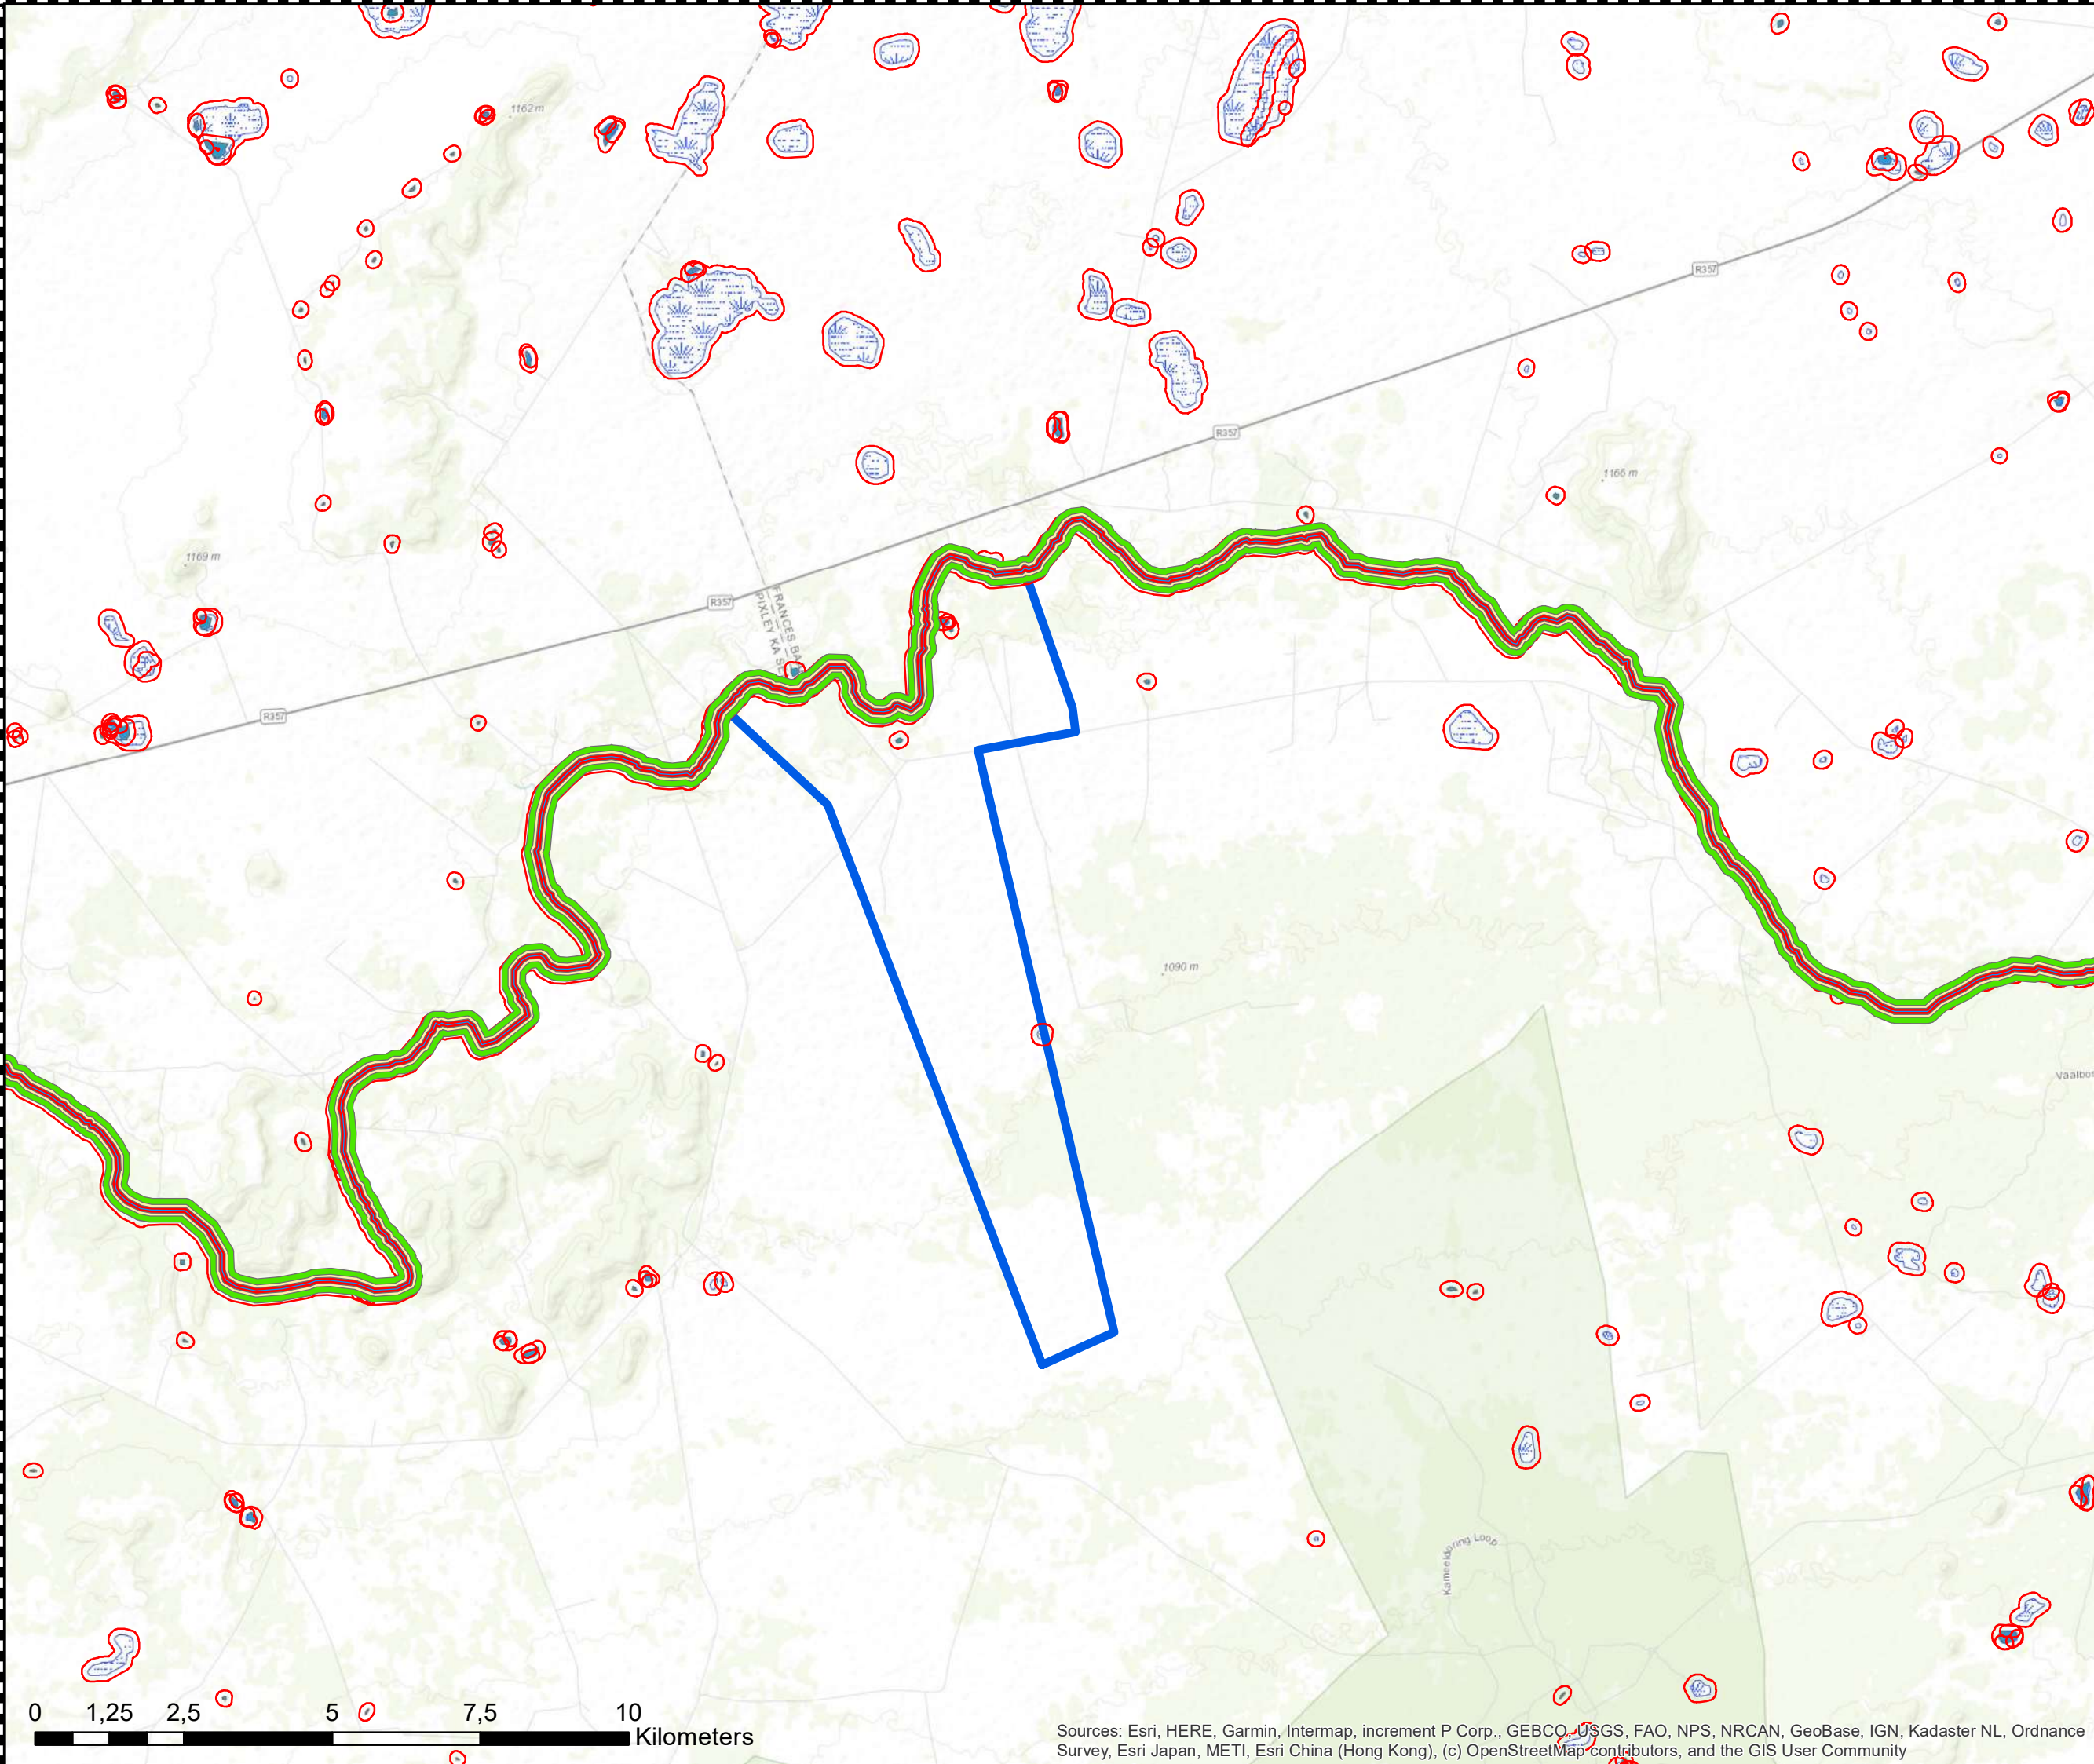 1162 m
R357
R357
1166 m
1169 m
R357
FRANCES BA
PIXLEY KA SE
R357
1090 m
Vaalbos
Kameeldoring Loop
0 1,25 2,5 5 7,5 10
Kilometers
Sources: Esri, HERE, Garmin, Intermap, increment P Corp., GEBCO, USGS, FAO, NPS, NRCAN, GeoBase, IGN, Kadaster NL, Ordnance
Survey, Esri Japan, METI, Esri China (Hong Kong), (c) OpenStreetMap contributors, and the GIS User Community